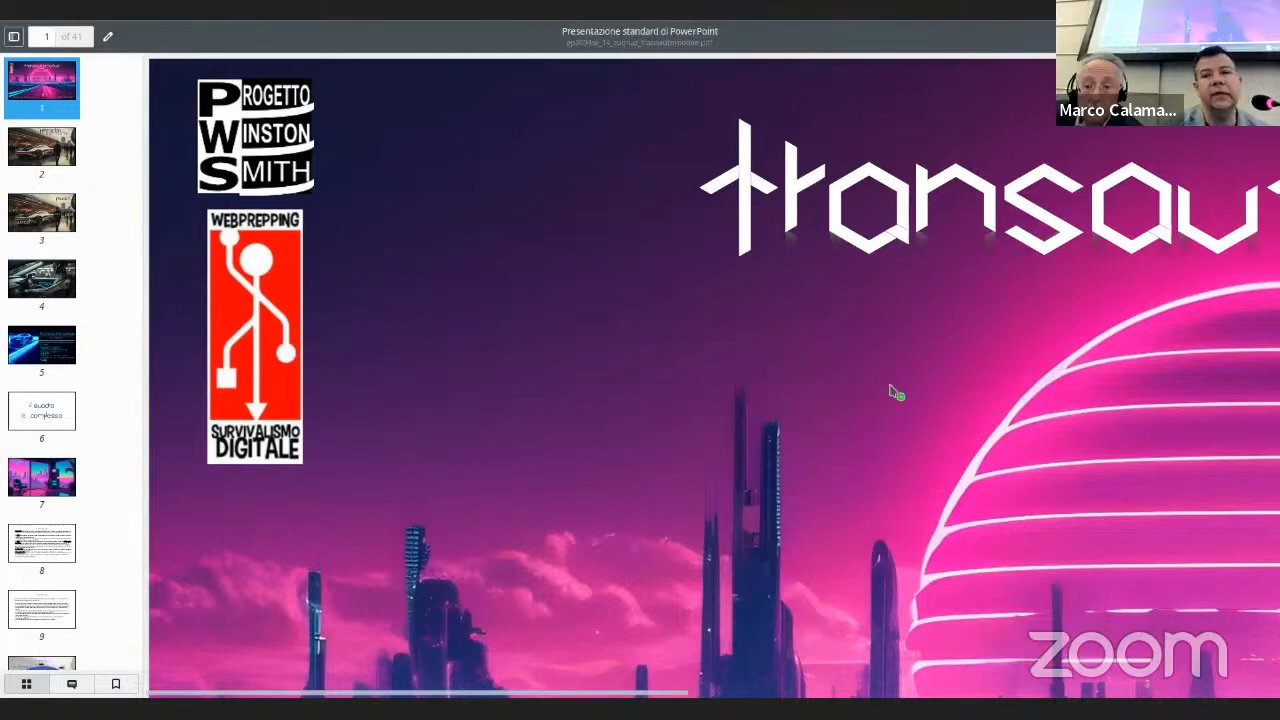 1 of 41
Presentazione standard di PowerPoint
Marco Calama...
PROGETTO
WINSTON
SMITH
transau
WEBPREPPING
SURVIVALISMO
DIGITALE
1
2
3
4
5
6
7
8
9
zoom